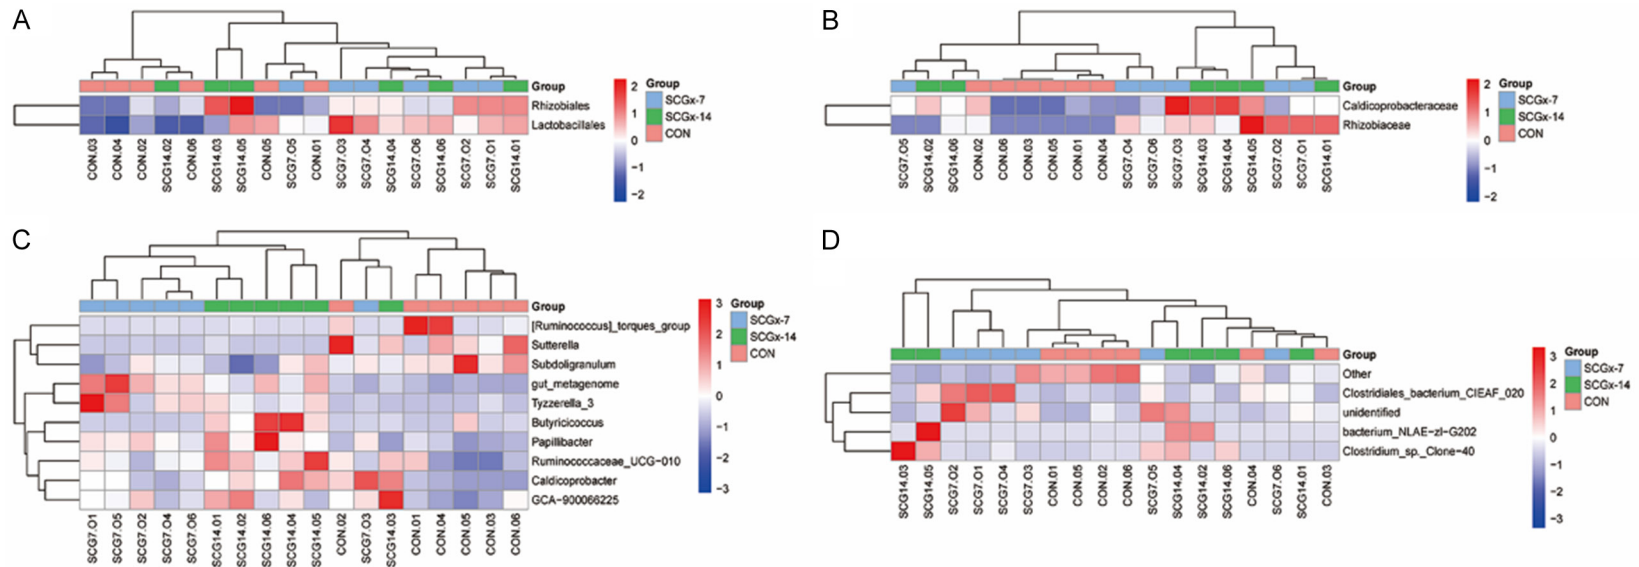 A
Group
Rhizobiales
Lactobacillales
CON.03
CON.04
CON.02
SCG14.02
CON.06
SCG14.03
SCG14.05
CON.05
SCG7.O5
CON.01
SCG7.O3
SCG7.O4
SCG14.04
SCG7.O6
SCG14.06
SCG7.O2
SCG7.O1
SCG14.01
2
1
0
−1
−2
Group
SCGx-7
SCGx-14
CON
B
Group
Caldicoprobacteraceae
Rhizobiaceae
SCG7.O5
SCG14.02
SCG14.06
CON.02
CON.06
CON.03
CON.05
CON.01
CON.04
SCG7.O4
SCG7.O6
SCG7.O3
SCG14.03
SCG14.04
SCG14.05
SCG7.O2
SCG7.O1
SCG14.01
2
1
0
−1
−2
Group
SCGx-7
SCGx-14
CON
C
Group
[Ruminococcus]_torques_group
Sutterella
Subdoligranulum
gut_metagenome
Tyzzerella_3
Butyricicoccus
Papillibacter
Ruminococcaceae_UCG−010
Caldicoprobacter
GCA−900066225
SCG7.O1
SCG7.O5
SCG7.O2
SCG7.O4
SCG7.O6
SCG14.01
SCG14.02
SCG14.06
SCG14.04
SCG14.05
CON.02
SCG7.O3
SCG14.03
CON.01
CON.04
CON.05
CON.03
CON.06
3
2
1
0
−1
−2
−3
Group
SCGx-7
SCGx-14
CON
D
Group
Other
Clostridiales_bacterium_CIEAF_020
unidentified
bacterium_NLAE−zl−G202
Clostridium_sp._Clone−40
SCG14.03
SCG14.05
SCG7.O2
SCG7.O1
SCG7.O4
SCG7.O3
CON.01
CON.05
CON.02
CON.06
SCG7.O5
SCG14.04
SCG14.02
SCG14.06
CON.04
SCG7.O6
SCG14.01
CON.03
3
2
1
0
−1
−2
−3
Group
SCGx-7
SCGx-14
CON